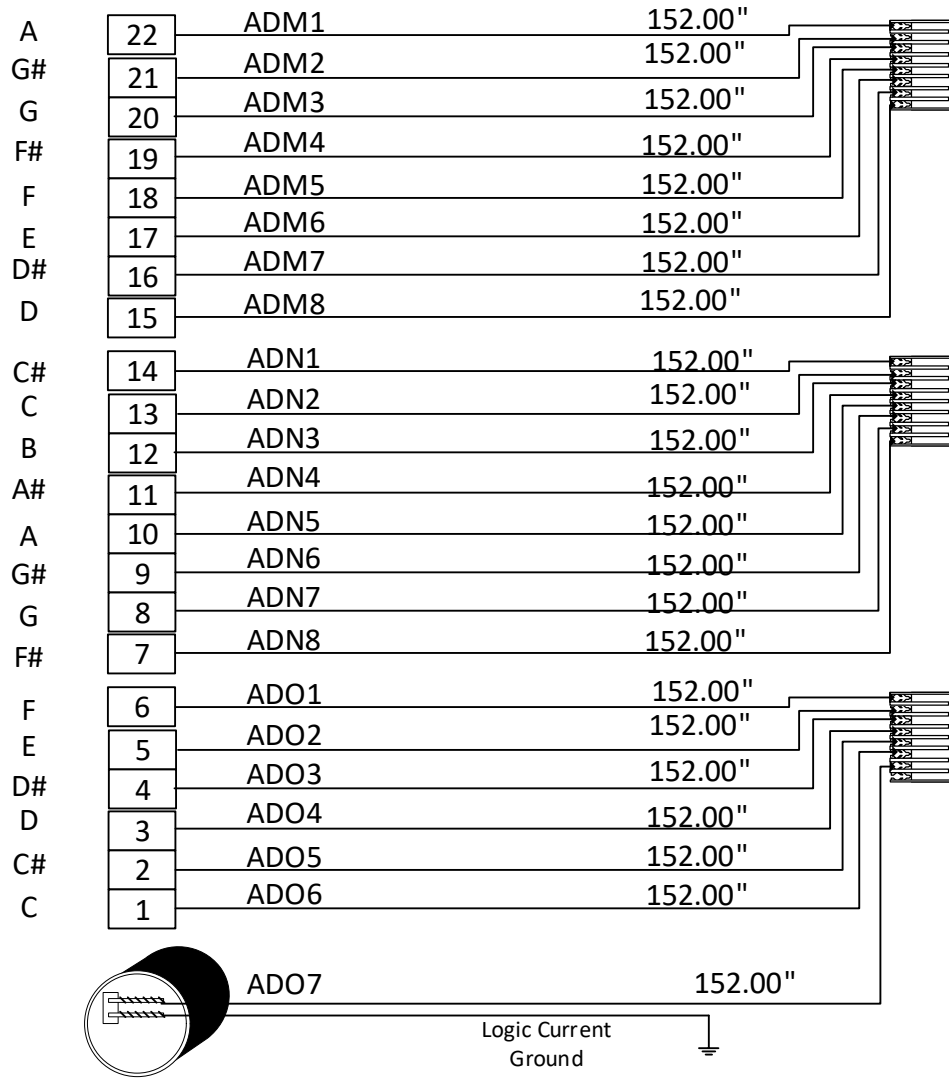 A 22 ADM1 152.00"
G# 21 ADM2 152.00"
G 20 ADM3 152.00"
F# 19 ADM4 152.00"
F 18 ADM5 152.00"
E 17 ADM6 152.00"
D# 16 ADM7 152.00"
D 15 ADM8 152.00"
C# 14 ADN1 152.00"
C 13 ADN2 152.00"
B 12 ADN3 152.00"
A# 11 ADN4 152.00"
A 10 ADN5 152.00"
G# 9 ADN6 152.00"
G 8 ADN7 152.00"
F# 7 ADN8 152.00"
F 6 ADO1 152.00"
E 5 ADO2 152.00"
D# 4 ADO3 152.00"
D 3 ADO4 152.00"
C# 2 ADO5 152.00"
C 1 ADO6 152.00"
ADO7 152.00"
Logic Current
Ground